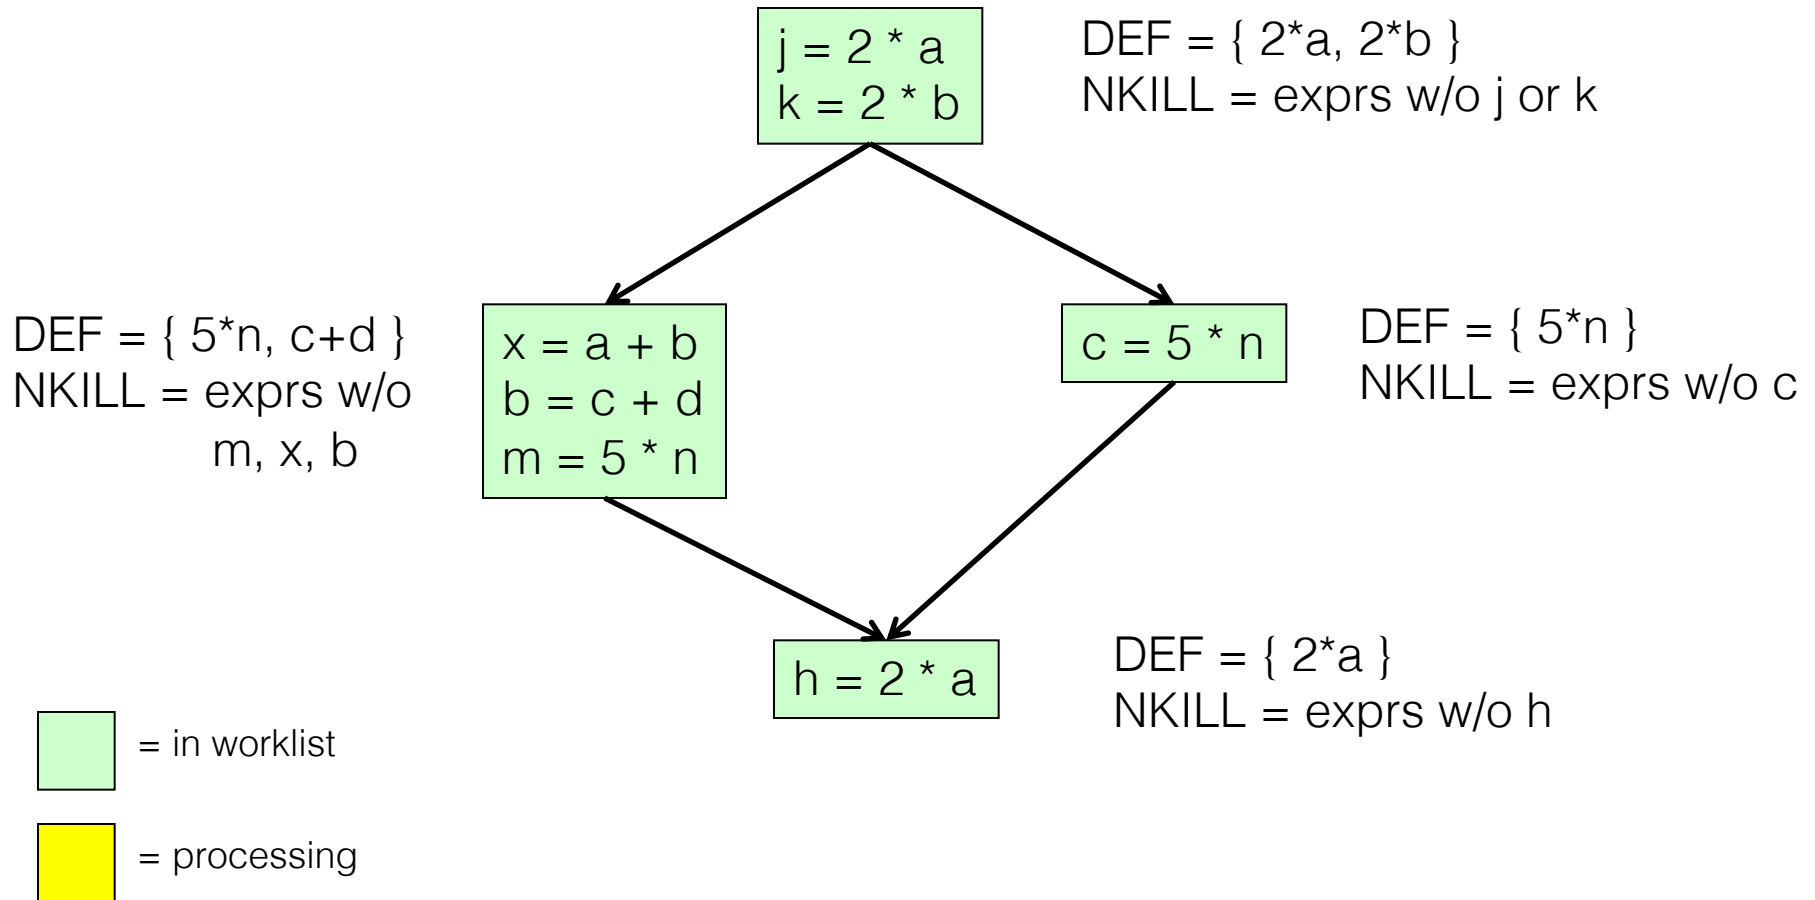 j = 2 * a
k = 2 * b
DEF = { 2*a, 2*b }
NKILL = exprs w/o j or k
DEF = { 5*n, c+d }
NKILL = exprs w/o
m, x, b
x = a + b
b = c + d
m = 5 * n
c = 5 * n
DEF = { 5*n }
NKILL = exprs w/o c
h = 2 * a
DEF = { 2*a }
NKILL = exprs w/o h
= in worklist
= processing